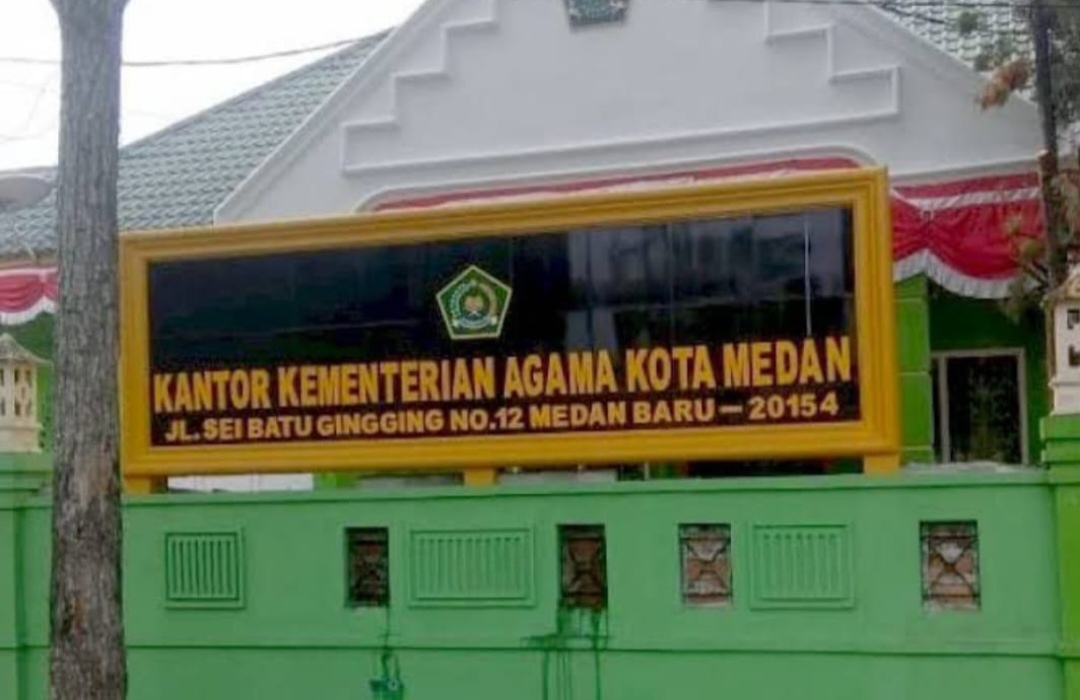 KANTOR KEMENTERIAN AGAMA KOTA MEDAN
JL. SEI BATU GINGGING NO.12 MEDAN BARU - 20154